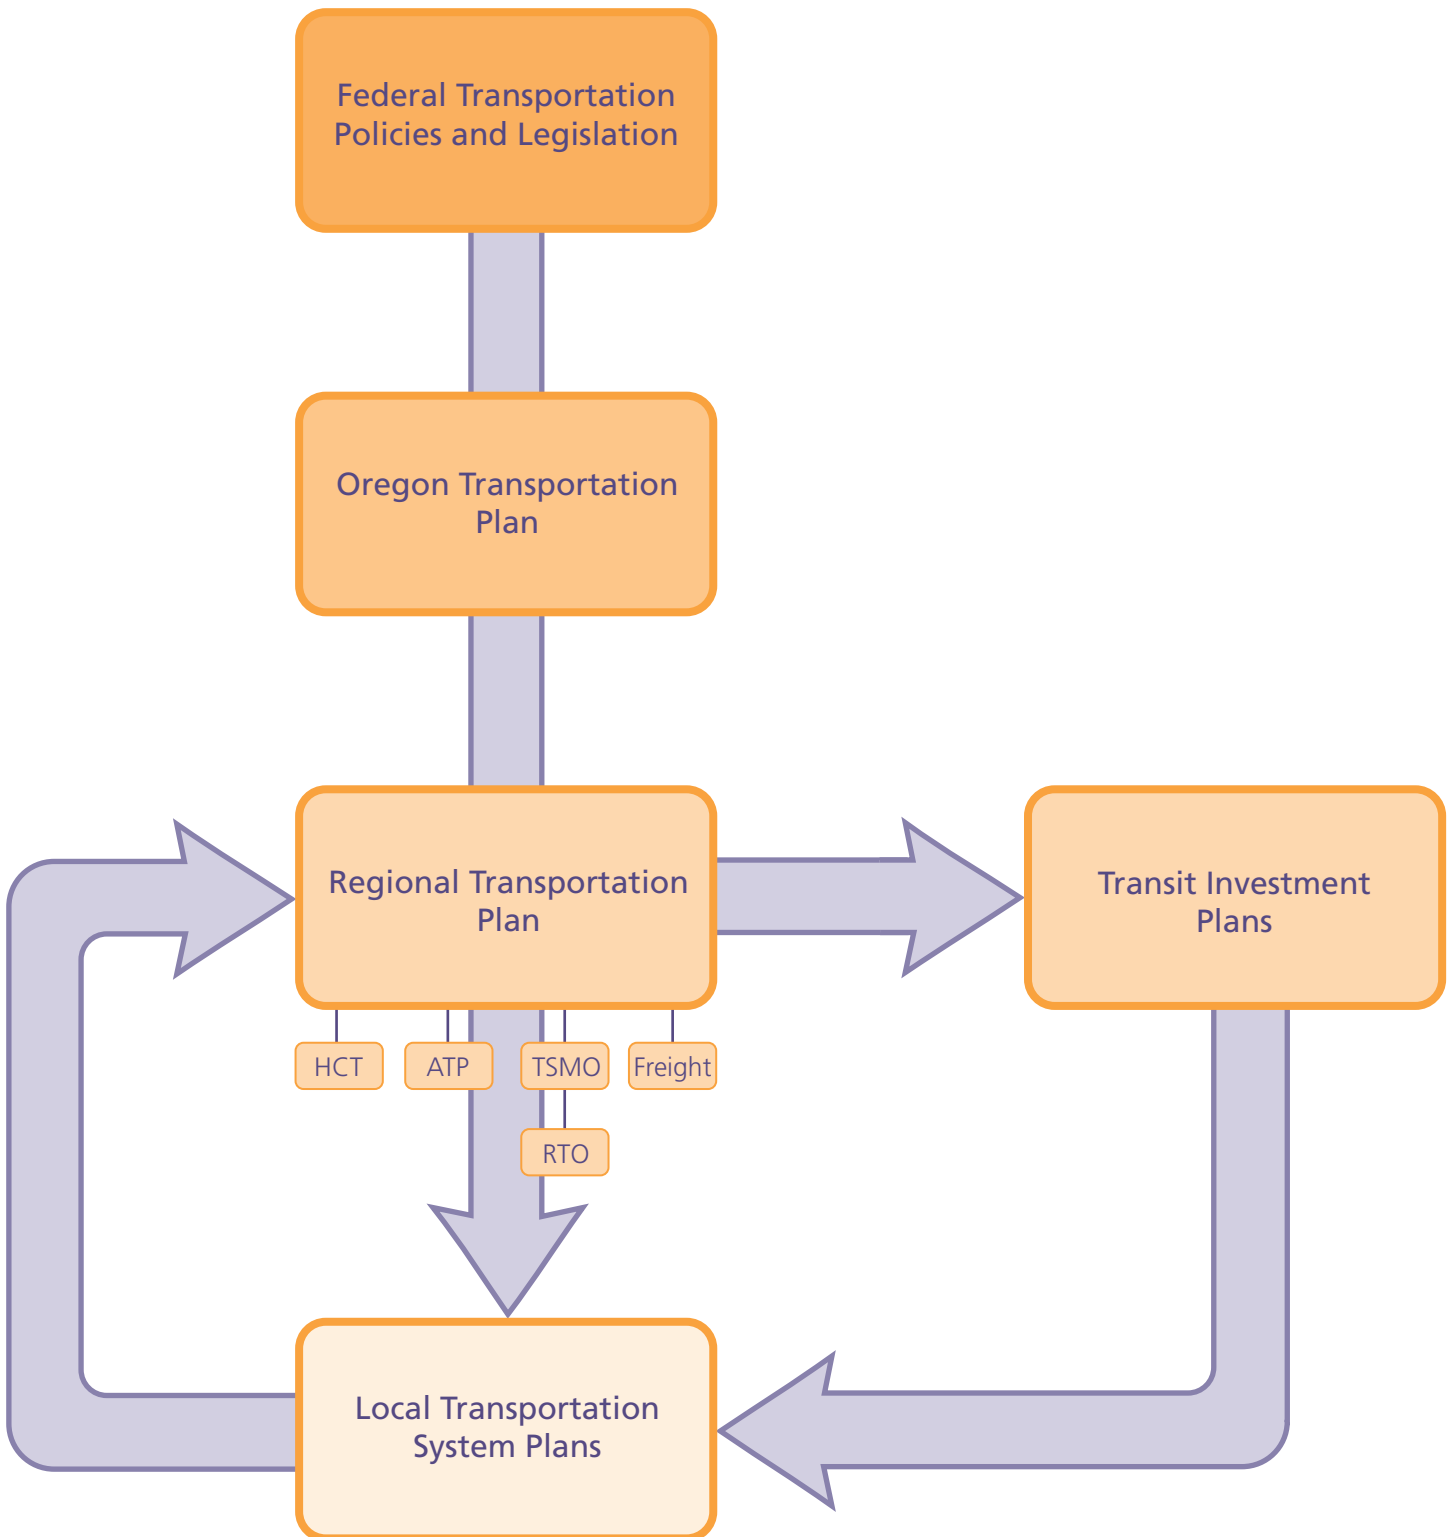 Federal Transportation
Policies and Legislation
Oregon Transportation
Plan
Regional Transportation
Plan
Transit Investment
Plans
HCT
ATP
TSMO
Freight
RTO
Local Transportation
System Plans